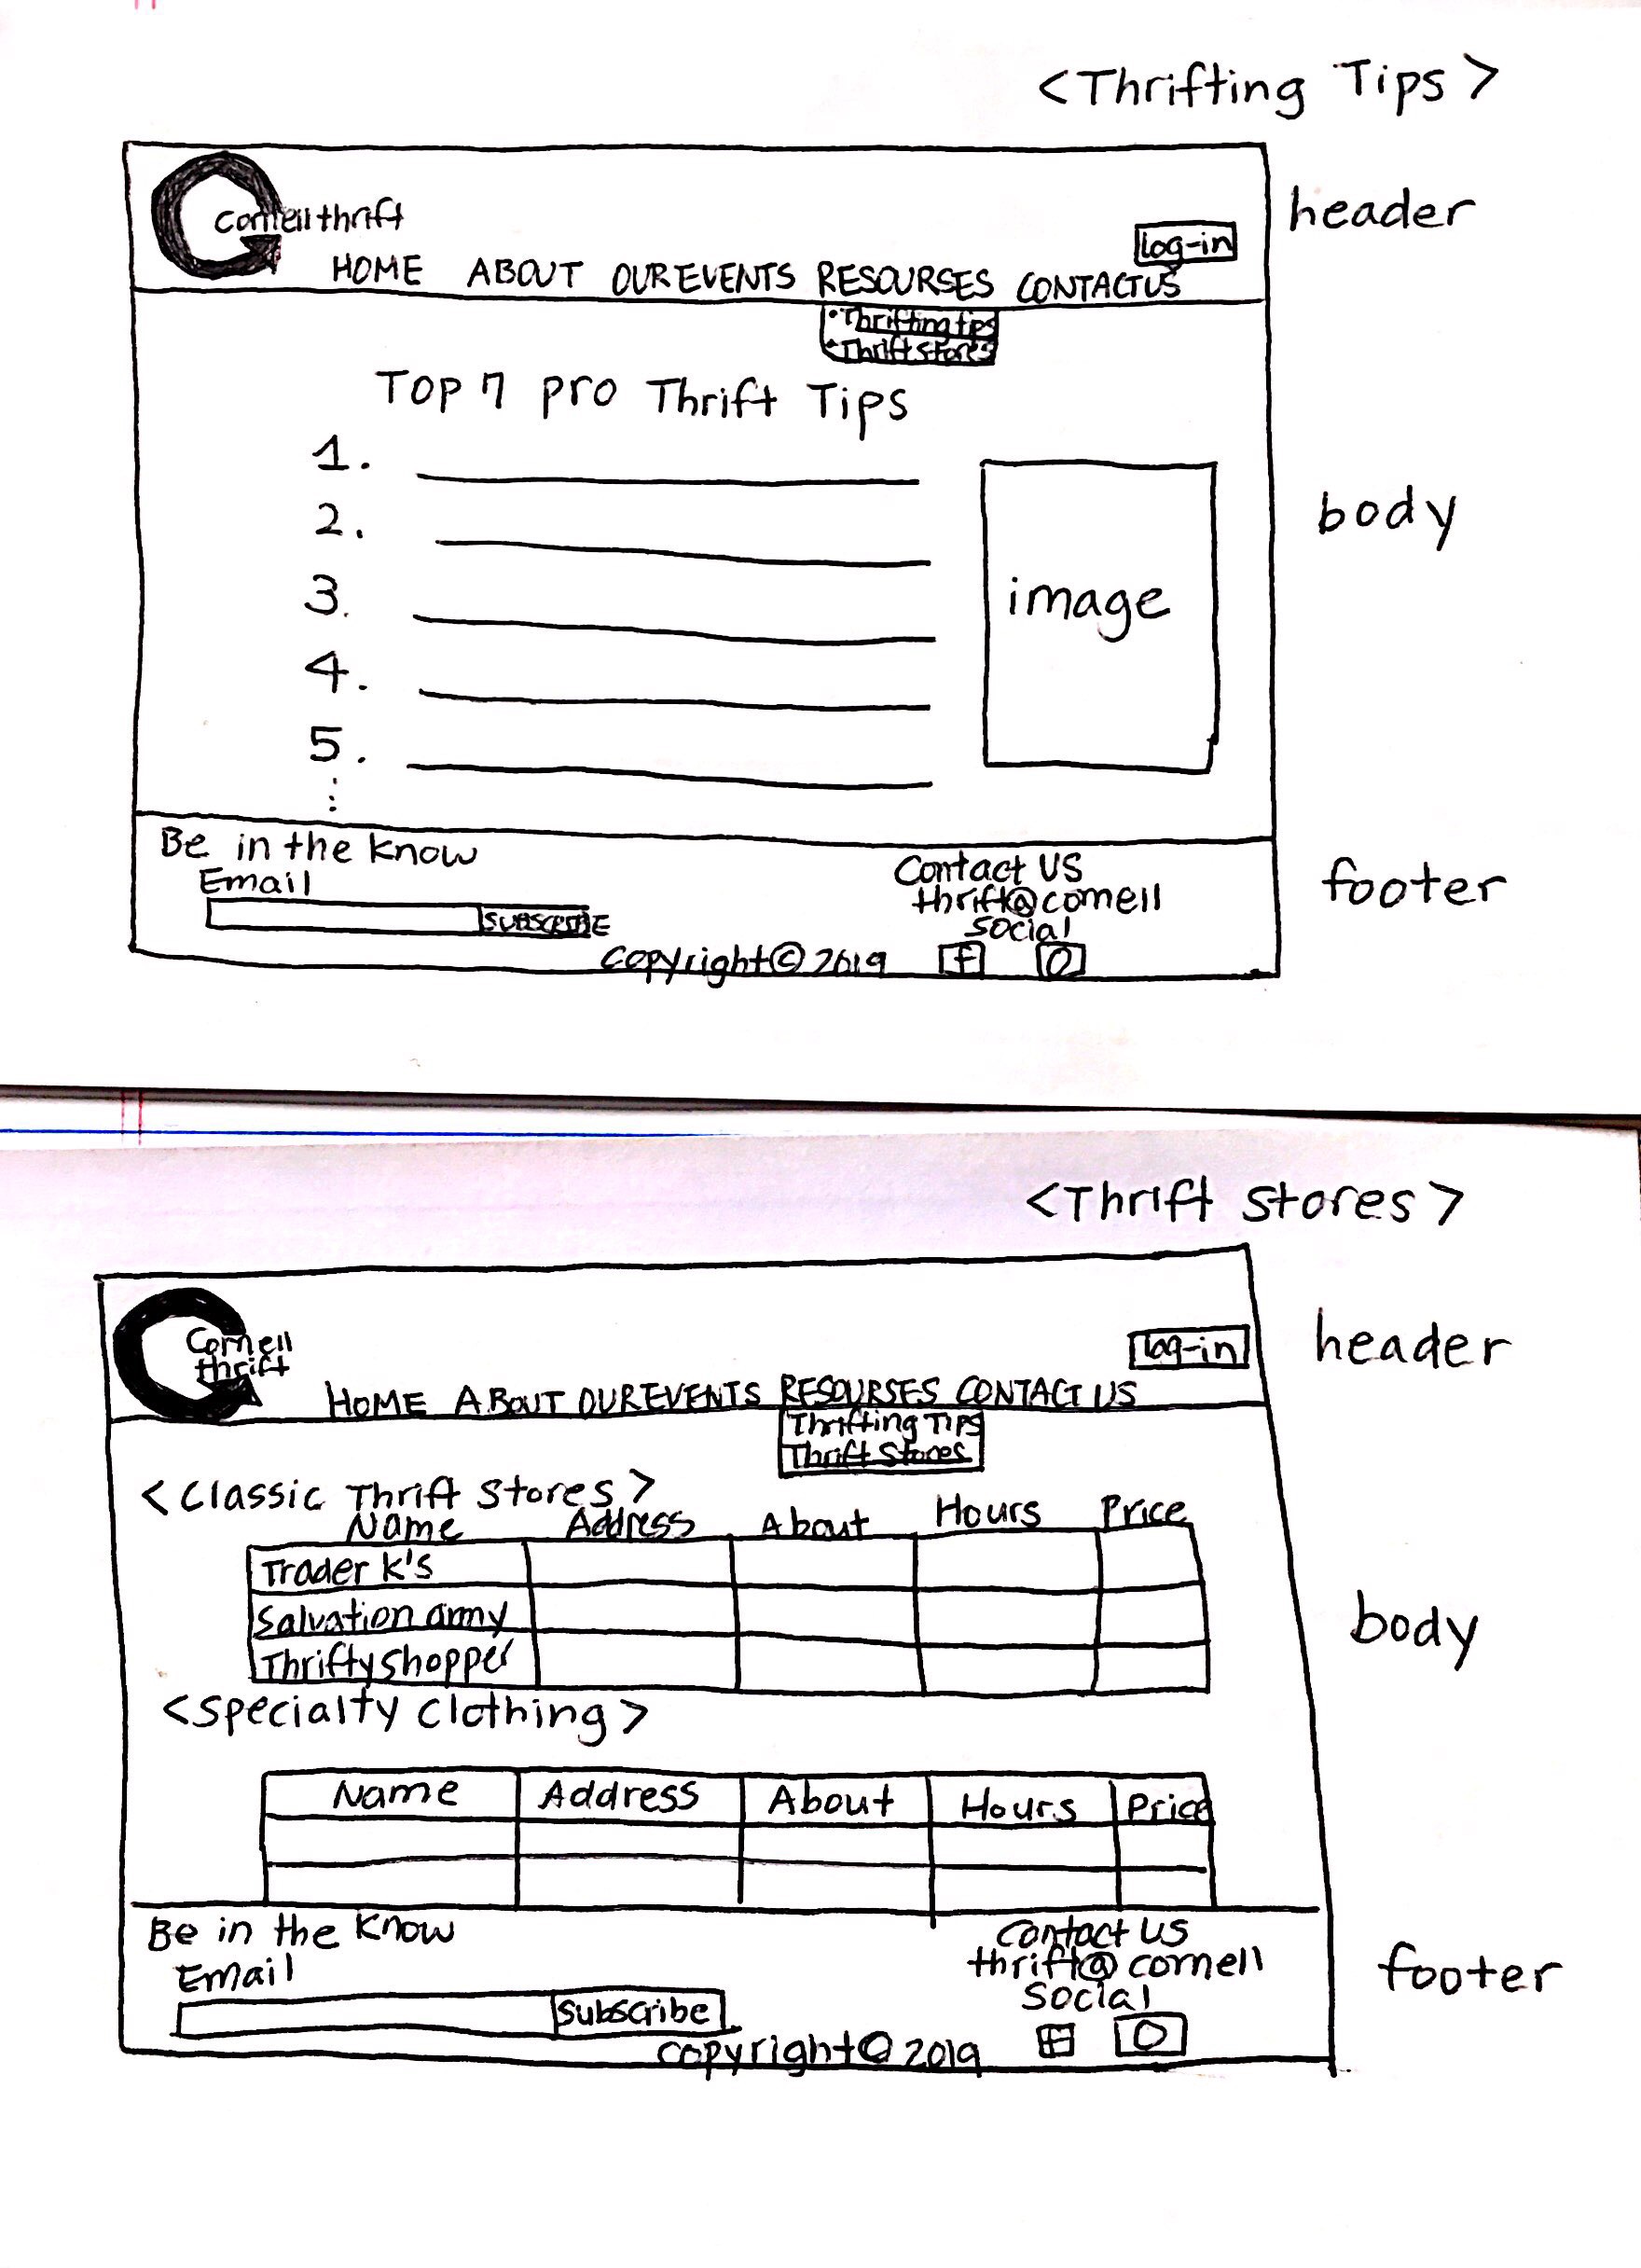 <Thrifting Tips>
Cornell thrift
log-in
header
HOME ABOUT OUR EVENTS RESOURSES CONTACT US
• Thrifting tips
• Thrift stores
Top 7 pro Thrift Tips
1.
2.
3.
4.
5.
image
body
Be in the know
Email
SUBSCRIBE
Contact US
thrift@cornell
social
f
copyright© 2019
footer
<Thrift stores>
Cornell
thrift
log-in
header
HOME ABOUT OUR EVENTS RESOURSES CONTACT US
Thrifting Tips
Thrift Stores
<Classic Thrift Stores>
Name Address About Hours Price
Trader K's
Salvation army
Thrifty shopper
body
<Specialty Clothing>
Name Address About Hours Price
Be in the Know
Email
Subscribe
Contact US
thrift@cornell
Social
f
copyright© 2019
footer